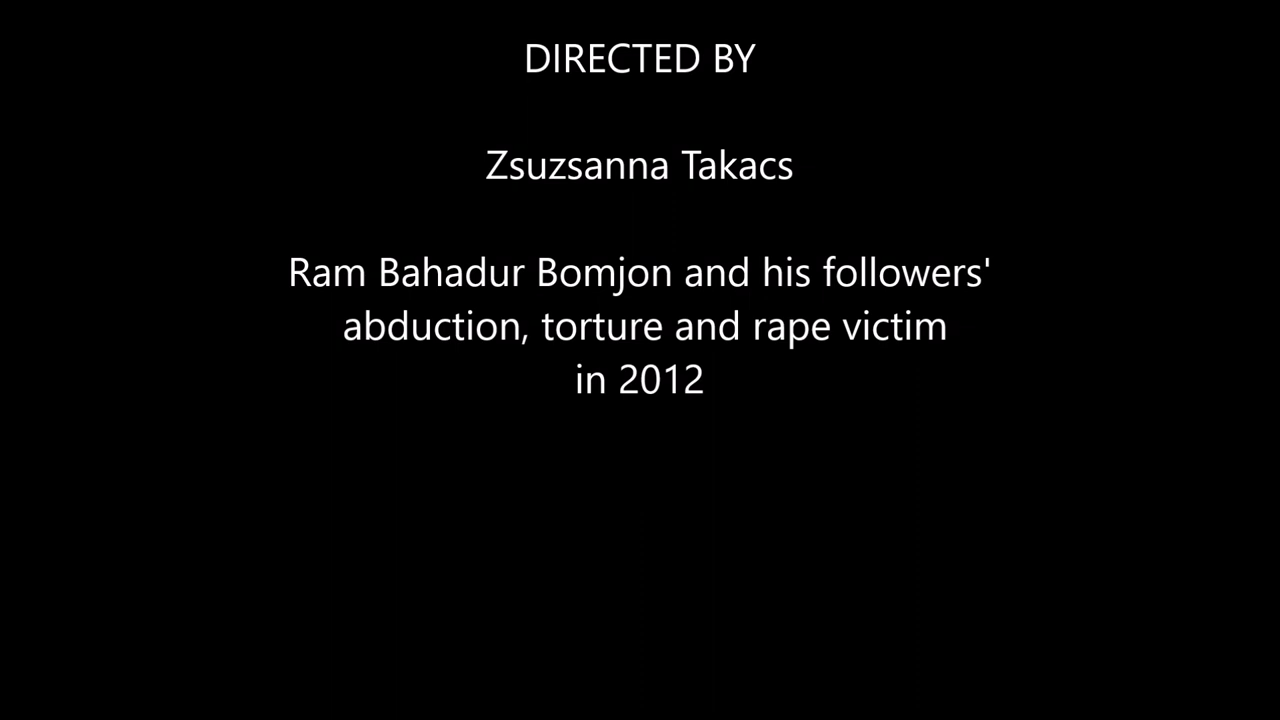 DIRECTED BY
Zsuzsanna Takacs
Ram Bahadur Bomjon and his followers'
abduction, torture and rape victim
in 2012